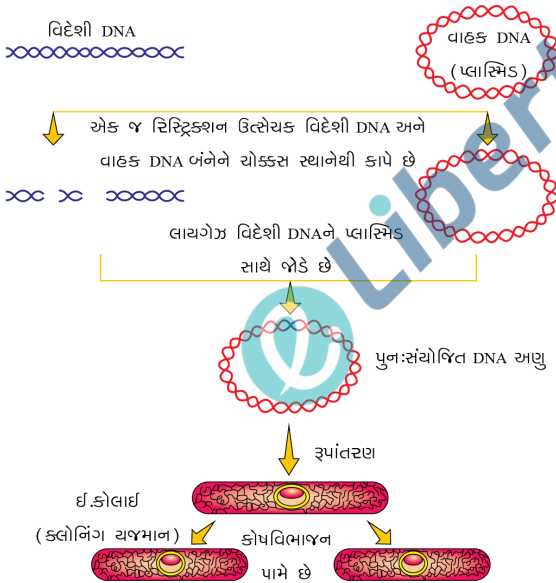 વિદેશી DNA
વાહક DNA
(પ્લાસ્મિડ)
એક જ રિસ્ટ્રિક્શન ઉત્સેચક વિદેશી DNA અને
વાહક DNA બંનેને ચોક્કસ સ્થાનેથી કાપે છે
લાયગેઝ વિદેશી DNAને પ્લાસ્મિડ
સાથે જોડે છે
પુનઃસંયોજિત DNA અણુ
રૂપાંતરણ
ઈ.કોલાઈ
(ક્લોનિંગ યજમાન)
કોષવિભાજન
પામે છે
Liber